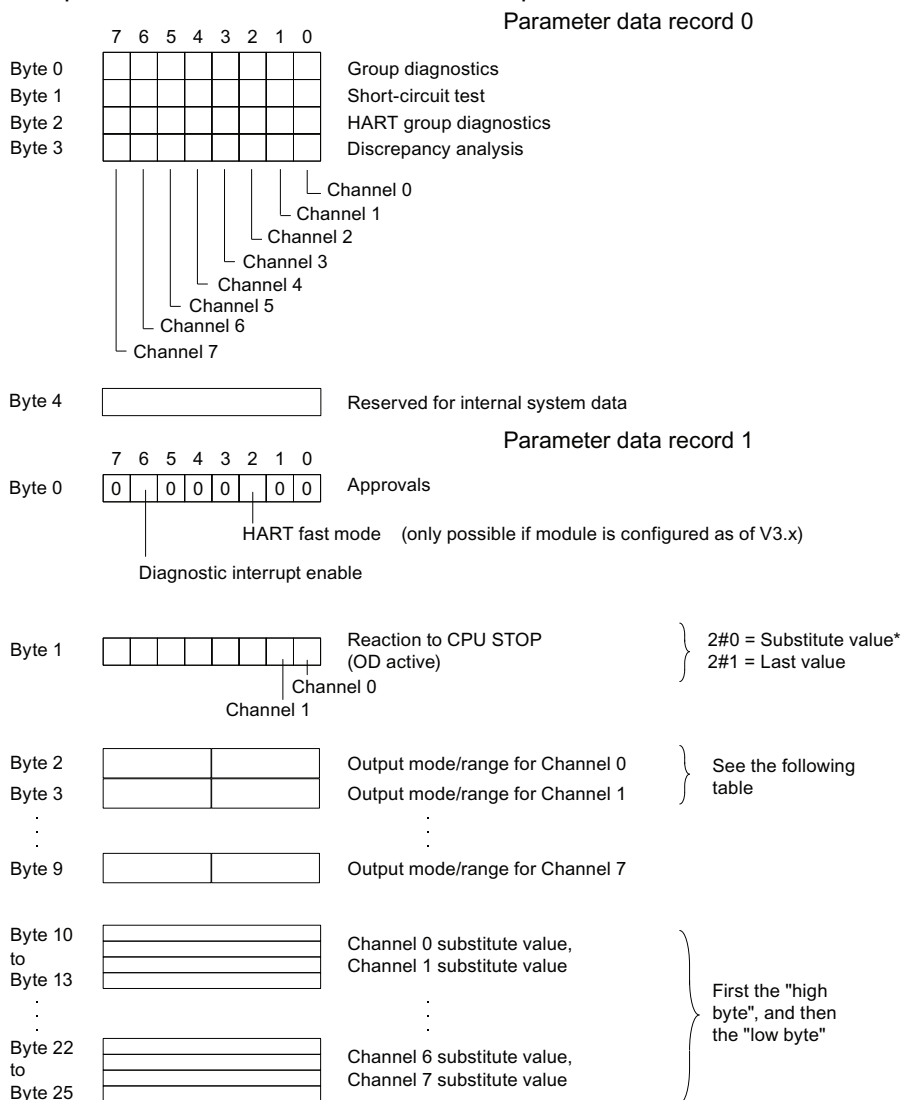 Parameter data record 0
7 6 5 4 3 2 1 0
Byte 0 Group diagnostics
Byte 1 Short-circuit test
Byte 2 HART group diagnostics
Byte 3 Discrepancy analysis
Channel 0
Channel 1
Channel 2
Channel 3
Channel 4
Channel 5
Channel 6
Channel 7
Byte 4 Reserved for internal system data
Parameter data record 1
7 6 5 4 3 2 1 0
Byte 0 0 0 0 0 0 0 Approvals
HART fast mode (only possible if module is configured as of V3.x)
Diagnostic interrupt enable
Byte 1 Reaction to CPU STOP 2#0 = Substitute value*
(OD active) 2#1 = Last value
Channel 0
Channel 1
Byte 2 Output mode/range for Channel 0 See the following
Byte 3 Output mode/range for Channel 1 table
Byte 9 Output mode/range for Channel 7
Byte 10 Channel 0 substitute value,
to Channel 1 substitute value
Byte 13
First the "high
byte", and then
the "low byte"
Byte 22 Channel 6 substitute value,
to Channel 7 substitute value
Byte 25